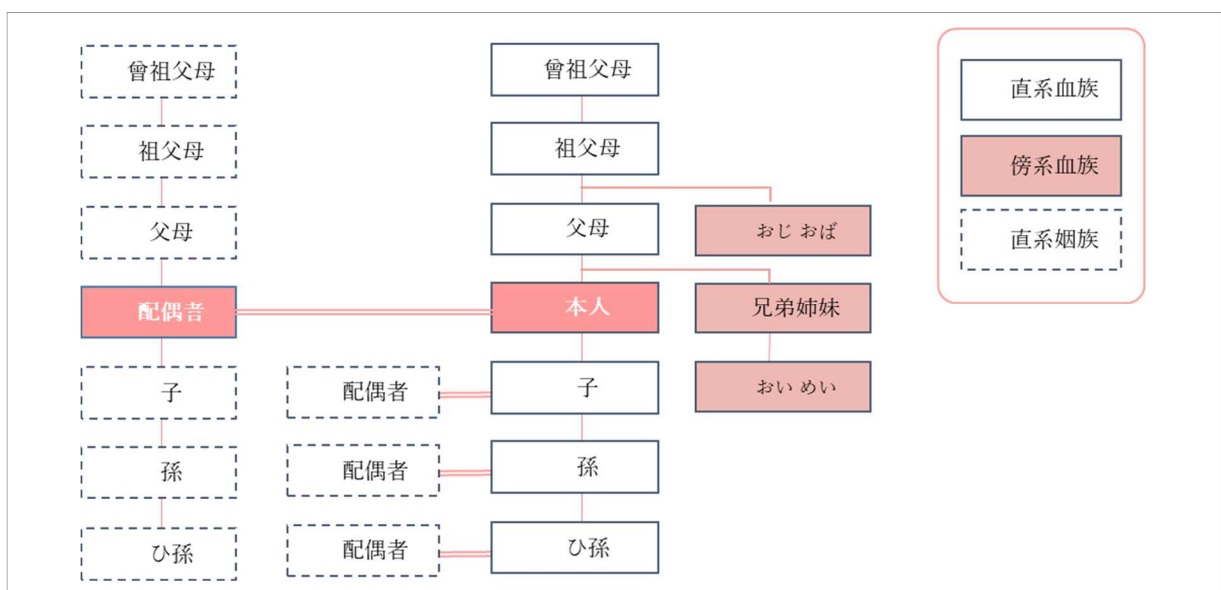 曾祖父母
祖父母
父母
配偶者
子
孫
ひ孫
配偶者
配偶者
配偶者
曾祖父母
祖父母
父母
本人
子
孫
ひ孫
おじ おば
兄弟姉妹
おい めい
直系血族
傍系血族
直系姻族